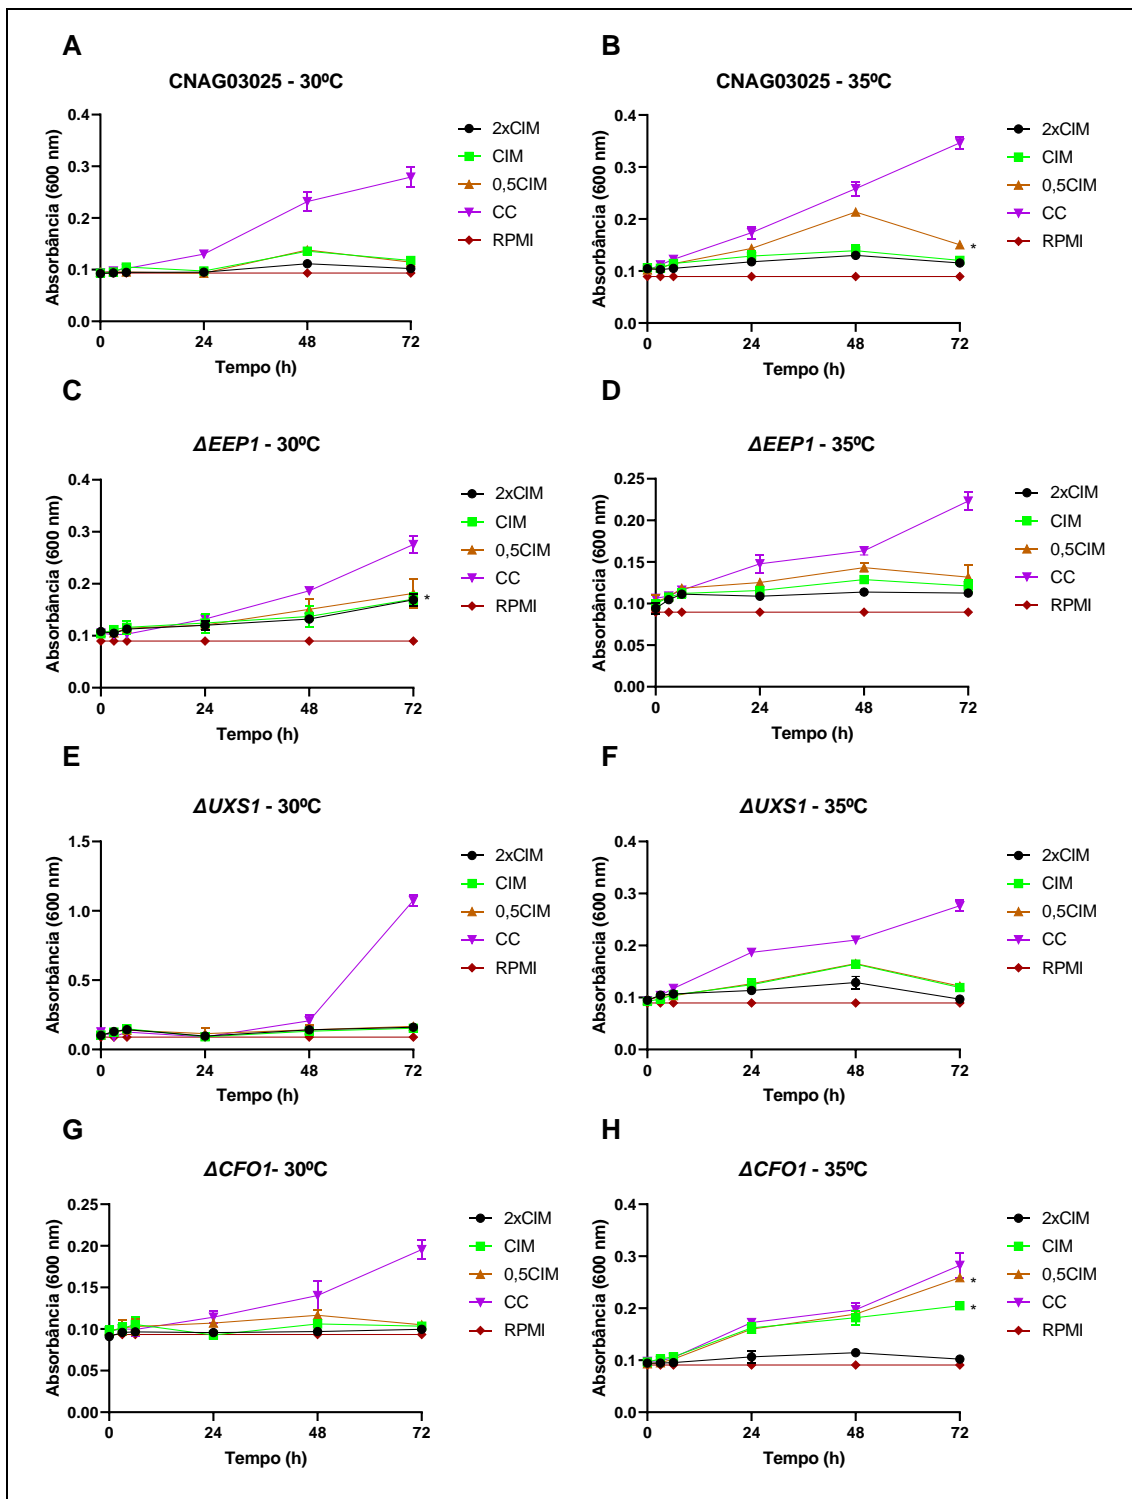 A
CNAG03025 - 30ºC
Absorbância (600 nm)
0.4
0.3
0.2
0.1
0.0
0 24 48 72
Tempo (h)
2xCIM
CIM
0,5CIM
CC
RPMI
B
CNAG03025 - 35ºC
Absorbância (600 nm)
0.4
0.3
0.2
0.1
0.0
0 24 48 72
Tempo (h)
*
2xCIM
CIM
0,5CIM
CC
RPMI
C
ΔEEP1 - 30ºC
Absorbância (600 nm)
0.4
0.3
0.2
0.1
0.0
0 24 48 72
Tempo (h)
*
2xCIM
CIM
0,5CIM
CC
RPMI
D
ΔEEP1 - 35ºC
Absorbância (600 nm)
0.25
0.20
0.15
0.10
0.05
0.00
0 24 48 72
Tempo (h)
2xCIM
CIM
0,5CIM
CC
RPMI
E
ΔUXS1 - 30ºC
Absorbância (600 nm)
1.5
1.0
0.5
0.0
0 24 48 72
Tempo (h)
2xCIM
CIM
0,5CIM
CC
RPMI
F
ΔUXS1 - 35ºC
Absorbância (600 nm)
0.4
0.3
0.2
0.1
0.0
0 24 48 72
Tempo (h)
2xCIM
CIM
0,5CIM
CC
RPMI
G
ΔCFO1- 30ºC
Absorbância (600 nm)
0.25
0.20
0.15
0.10
0.05
0.00
0 24 48 72
Tempo (h)
2xCIM
CIM
0,5CIM
CC
RPMI
H
ΔCFO1 - 35ºC
Absorbância (600 nm)
0.4
0.3
0.2
0.1
0.0
0 24 48 72
Tempo (h)
*
*
2xCIM
CIM
0,5CIM
CC
RPMI